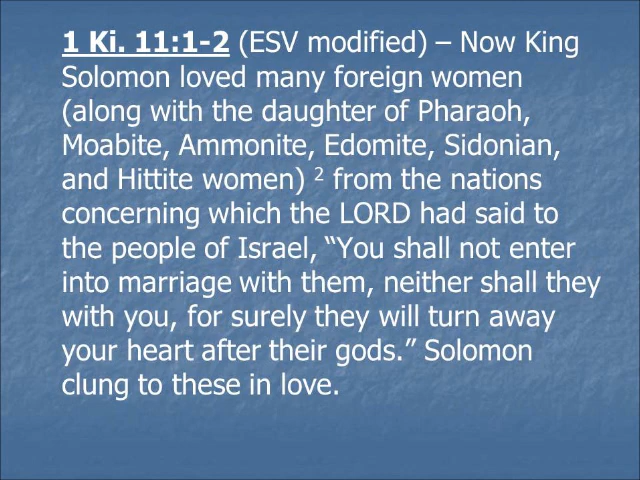 1 Ki. 11:1-2 (ESV modified) – Now King
Solomon loved many foreign women
(along with the daughter of Pharaoh,
Moabite, Ammonite, Edomite, Sidonian,
and Hittite women) 2 from the nations
concerning which the LORD had said to
the people of Israel, “You shall not enter
into marriage with them, neither shall they
with you, for surely they will turn away
your heart after their gods.” Solomon
clung to these in love.